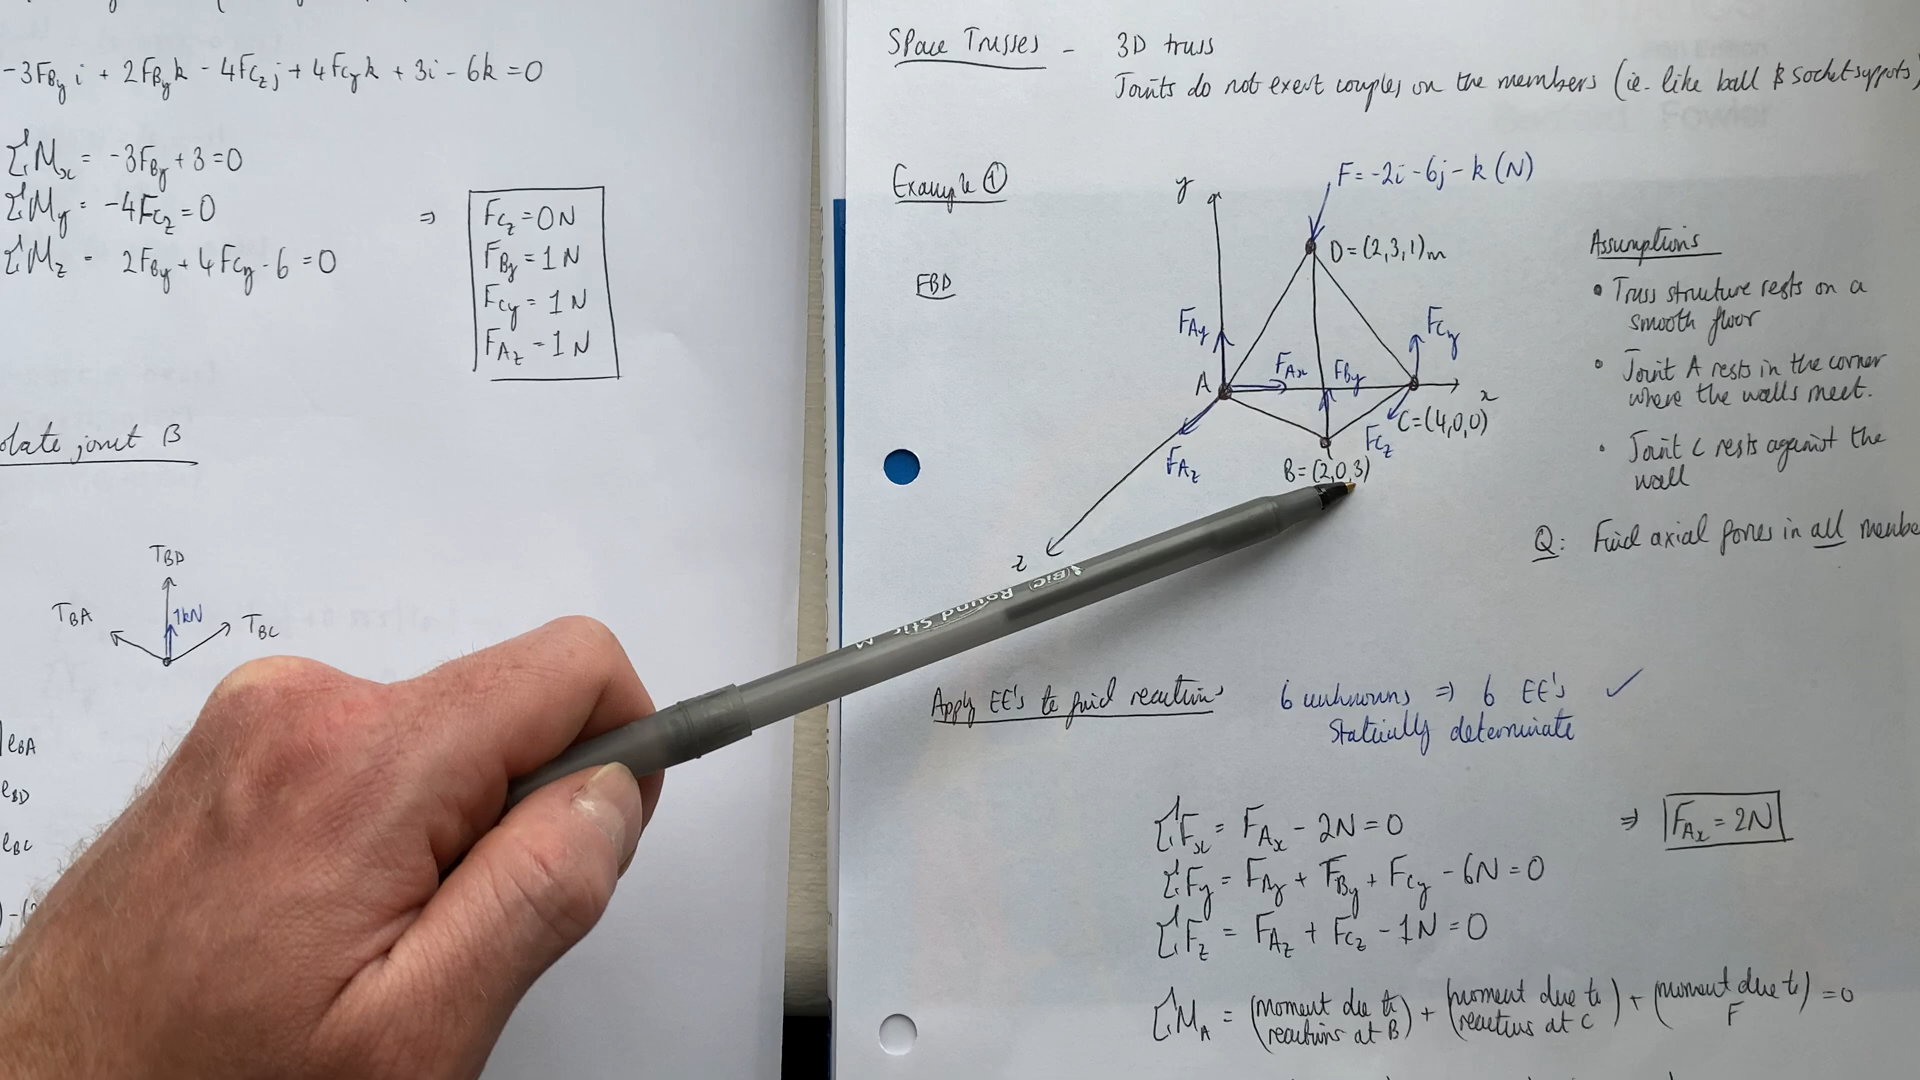 -3F_By i + 2F_By k - 4F_Cz j + 4F_Cy k + 3i - 6k = 0
ΣM_x = -3F_By + 3 = 0
ΣM_y = -4F_Cz = 0
ΣM_z = 2F_By + 4F_Cy - 6 = 0
⇒
F_Cz = 0N
F_By = 1N
F_Cy = 1N
F_Az = 1N
olate joint B
T_BD
T_BA
1kN
T_BC
e_BA
e_BD
e_BC
Space Trusses - 3D truss
Joints do not exert couples on the members (ie. like ball & socket supports)
Example ①
FBD
y
F = -2i - 6j - k (N)
D = (2,3,1)m
F_Ay
F_Cy
A
F_Ax
F_By
x
C = (4,0,0)
F_Cz
F_Az
B = (2,0,3)
z
Assumptions
• Truss structure rests on a
smooth floor
• Joint A rests in the corner
where the walls meet.
• Joint C rests against the
wall
Q: Find axial forces in all membe
BiC Round Stic M
Apply EE's to find reactions
6 unknowns ⇒ 6 EE's ✓
Statically determinate
ΣF_x = F_Ax - 2N = 0 ⇒ F_Ax = 2N
ΣF_y = F_Ay + F_By + F_Cy - 6N = 0
ΣF_z = F_Az + F_Cz - 1N = 0
ΣM_A = (moment due to reactions at B) + (moment due to reactions at C) + (moment due to F) = 0